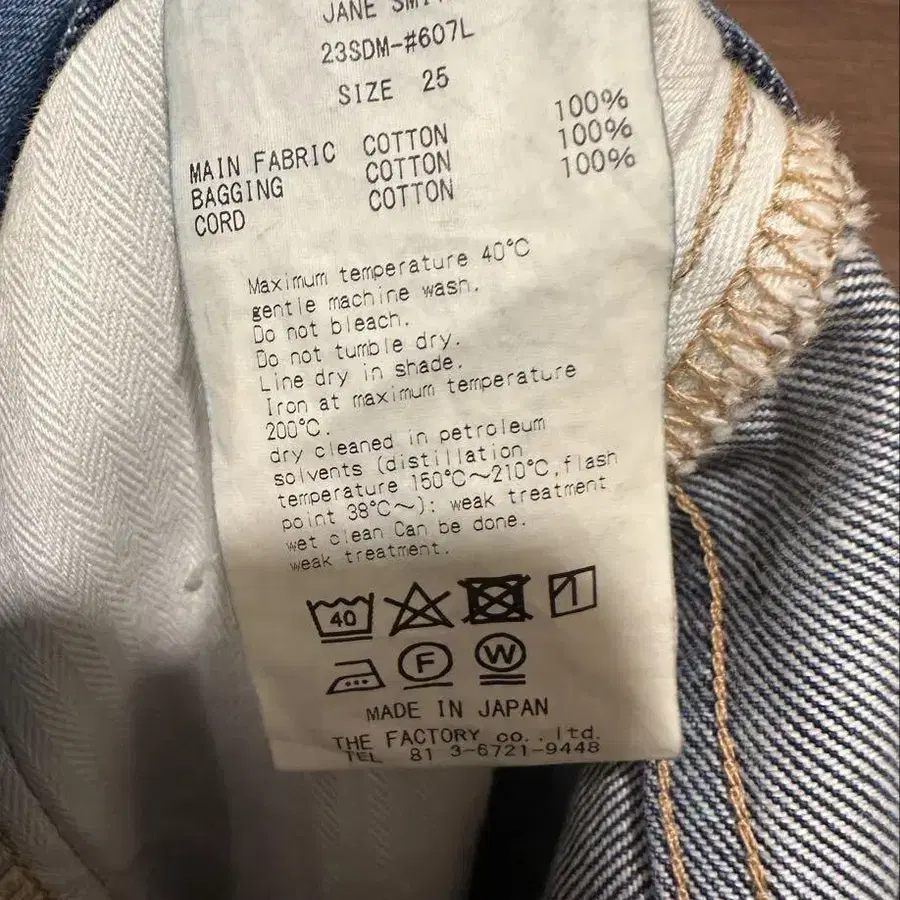 JANE SMITH
23SDM-#607L
SIZE 25
MAIN FABRIC COTTON 100%
BAGGING COTTON 100%
CORD COTTON 100%
Maximum temperature 40°C
gentle machine wash.
Do not bleach.
Do not tumble dry.
Line dry in shade.
Iron at maximum temperature
200°C.
dry cleaned in petroleum
solvents (distillation
temperature 150°C~210°C,flash
point 38°C~): weak treatment
wet clean Can be done.
weak treatment.
40
F W
MADE IN JAPAN
THE FACTORY co., ltd.
TEL 81 3-6721-9448